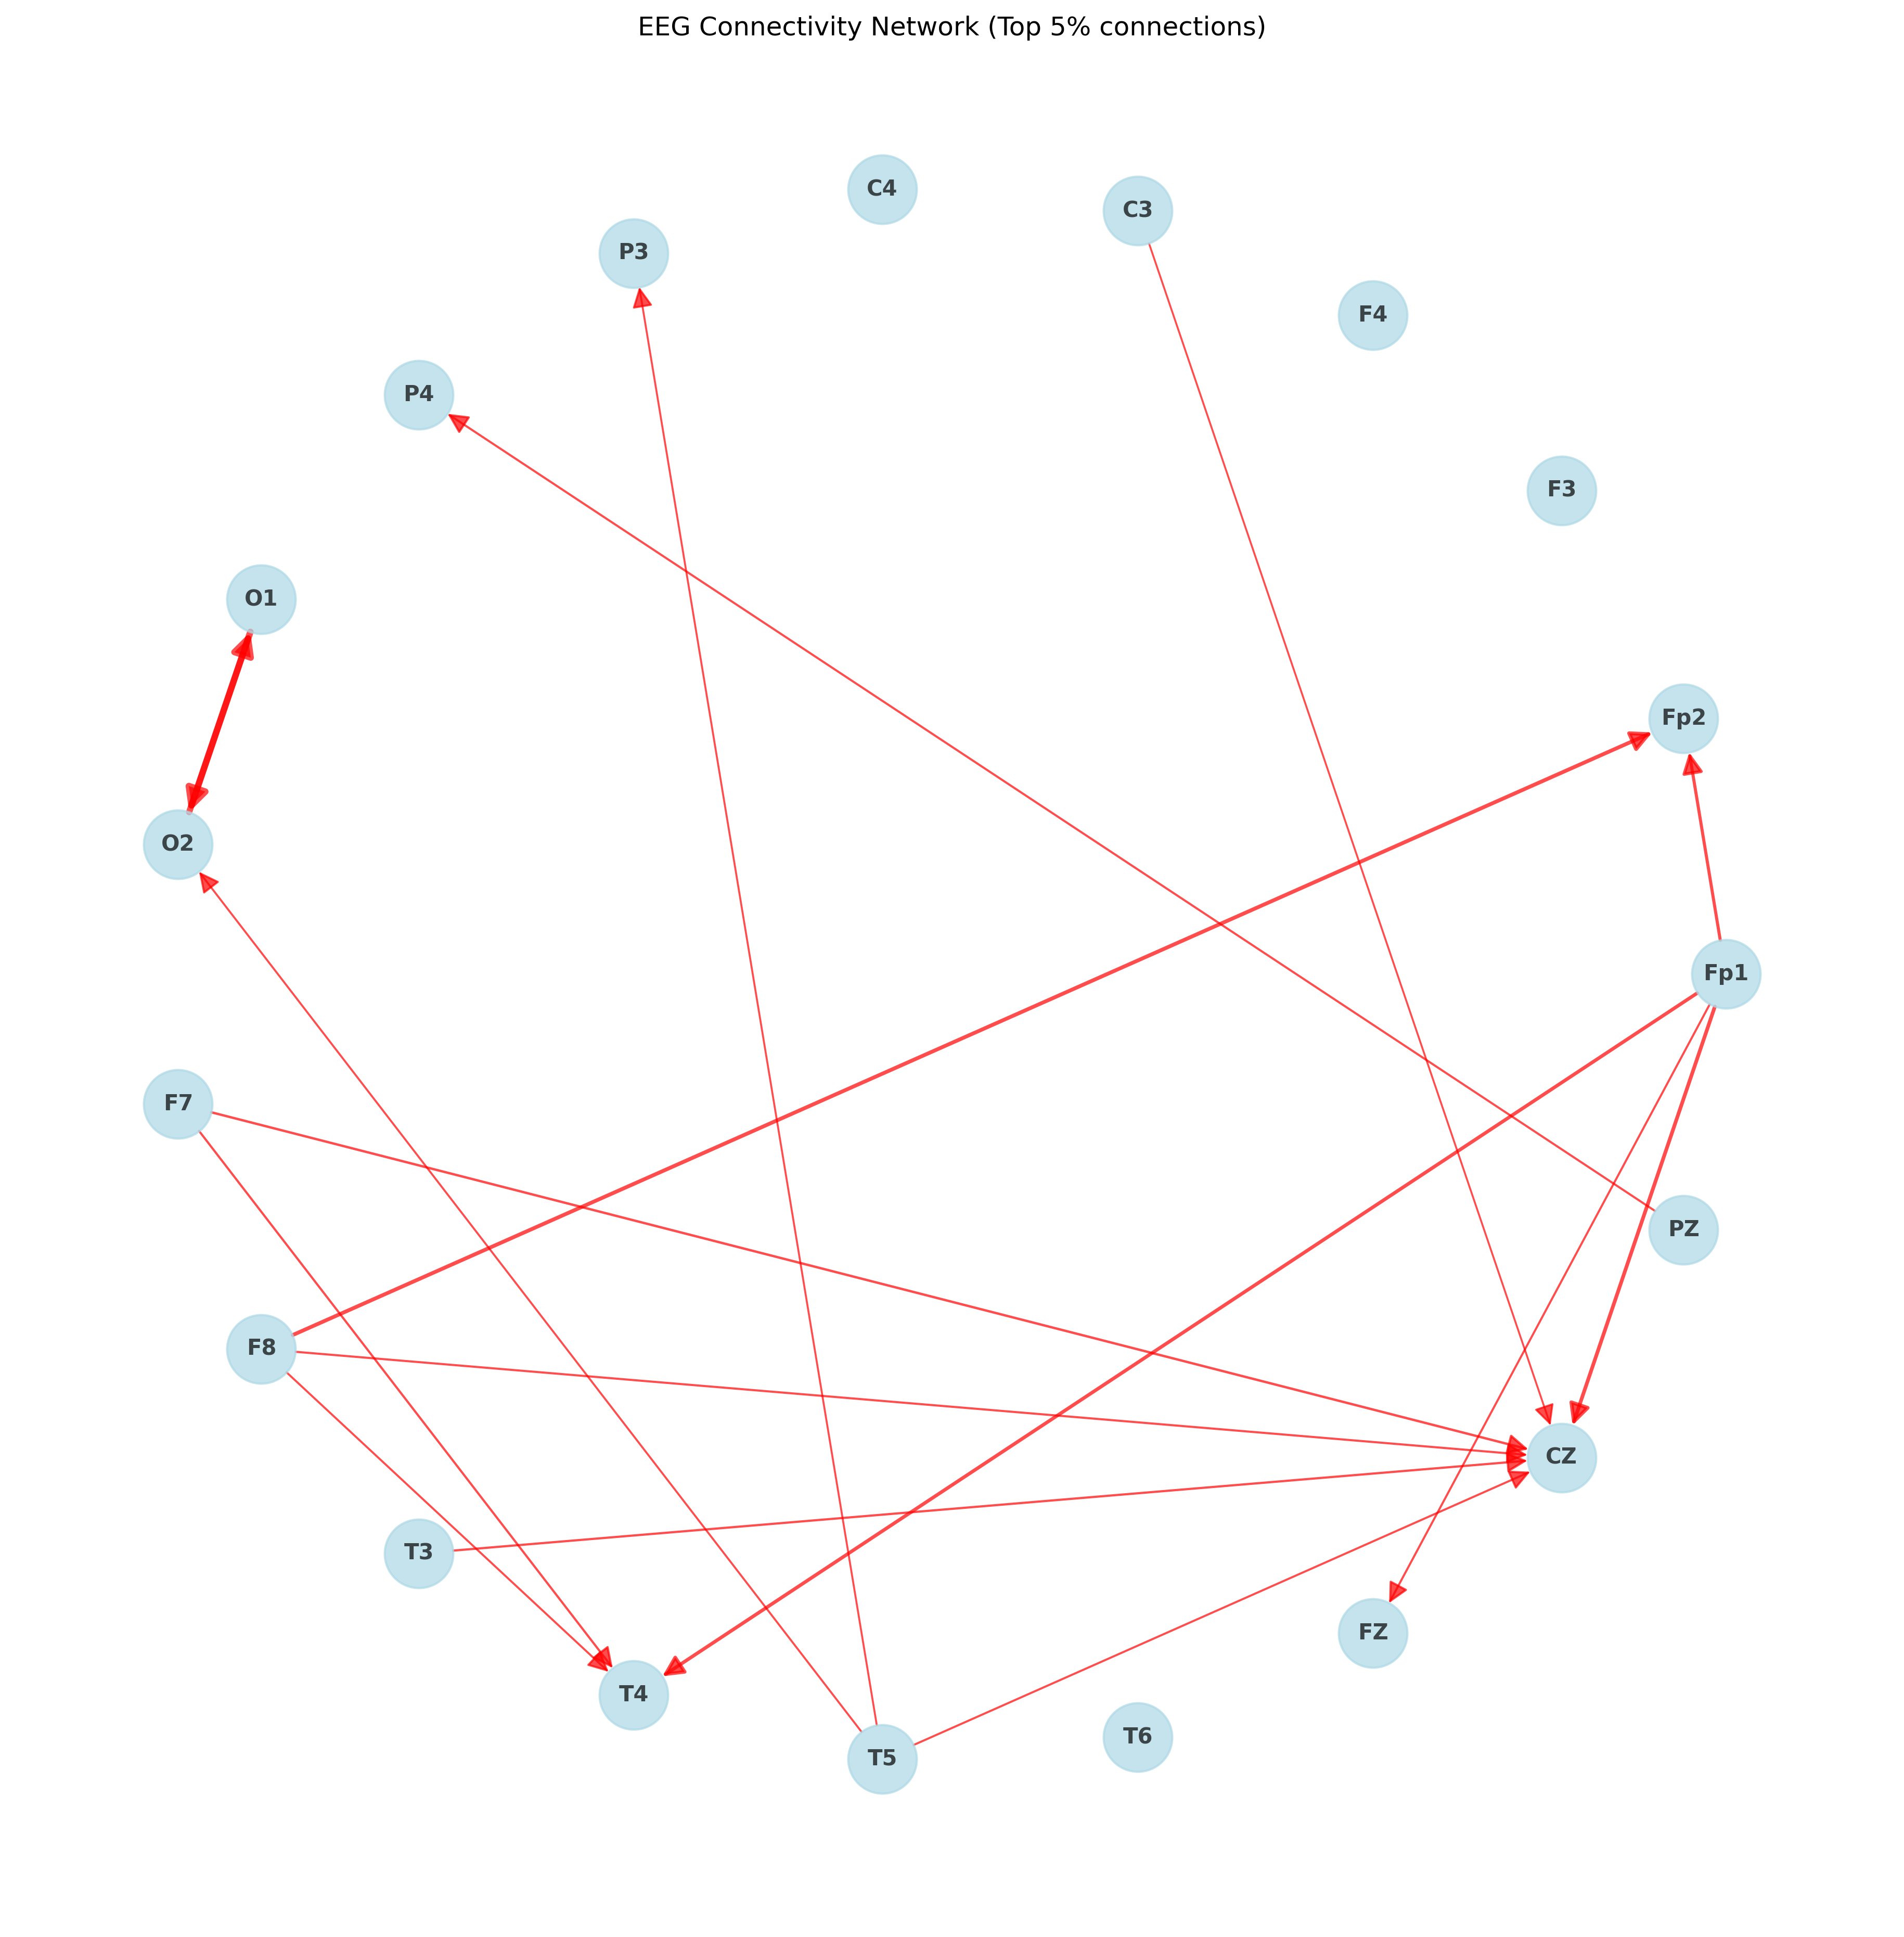 EEG Connectivity Network (Top 5% connections)
C4
C3
P3
F4
P4
F3
O1
Fp2
O2
Fp1
F7
PZ
F8
CZ
T3
FZ
T4
T6
T5